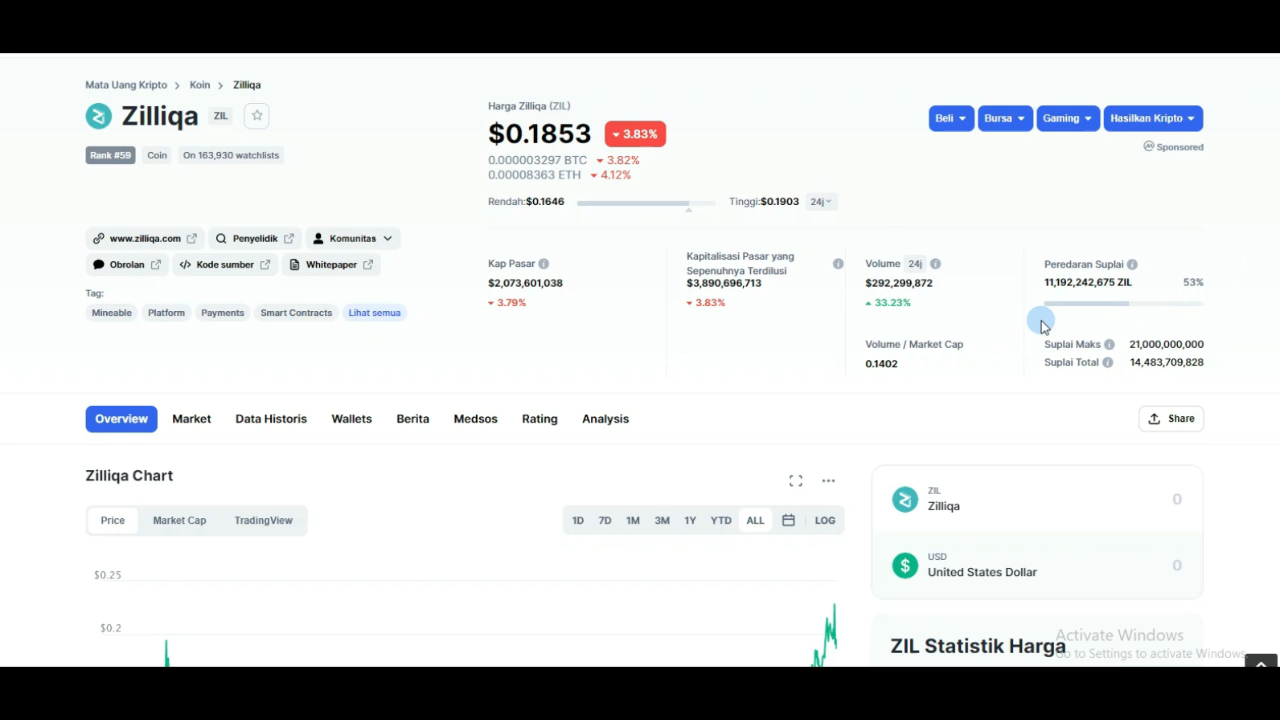 Mata Uang Kripto > Koin > Zilliqa
Zilliqa ZIL
Rank #59 Coin On 163,930 watchlists
www.zilliqa.com Penyelidik Komunitas
Obrolan Kode sumber Whitepaper
Tag:
Mineable Platform Payments Smart Contracts Lihat semua
Harga Zilliqa (ZIL)
$0.1853 3.83%
0.000003297 BTC 3.82%
0.00008363 ETH 4.12%
Rendah:$0.1646 Tinggi:$0.1903 24j
Beli Bursa Gaming Hasilkan Kripto
Sponsored
Kap Pasar
$2,073,601,038
3.79%
Kapitalisasi Pasar yang
Sepenuhnya Terdilusi
$3,890,696,713
3.83%
Volume 24j
$292,299,872
33.23%
Volume / Market Cap
0.1402
Peredaran Suplai
11,192,242,675 ZIL 53%
Suplai Maks 21,000,000,000
Suplai Total 14,483,709,828
Overview Market Data Historis Wallets Berita Medsos Rating Analysis
Share
Zilliqa Chart
Price Market Cap TradingView
1D 7D 1M 3M 1Y YTD ALL LOG
$0.25
$0.2
ZIL
Zilliqa 0
USD
United States Dollar 0
ZIL Statistik Harga
Activate Windows
Go to Settings to activate Windows.